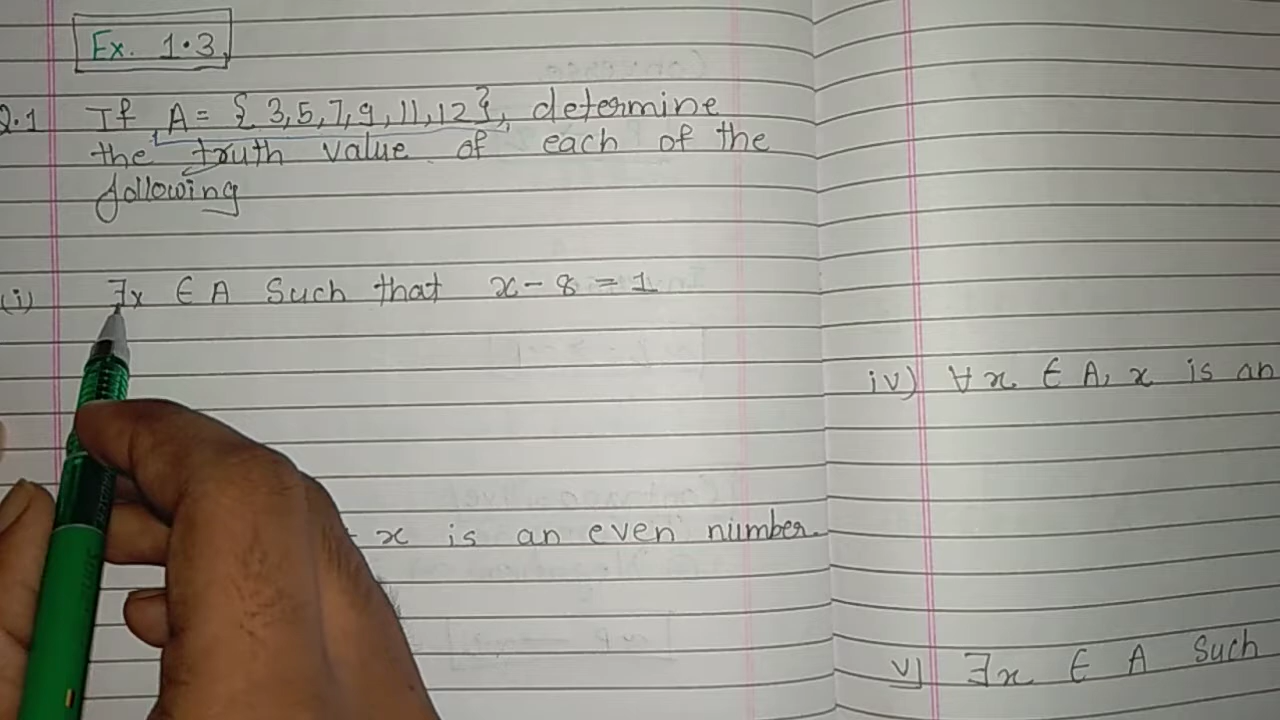 Ex. 1.3
Q.1 If A = { 3, 5, 7, 9, 11, 12 }, determine
the truth value of each of the
following
(i) ∃x ∈ A Such that x - 8 = 1
x is an even number.
iv) ∀ x ∈ A, x is an
v) ∃x ∈ A Such